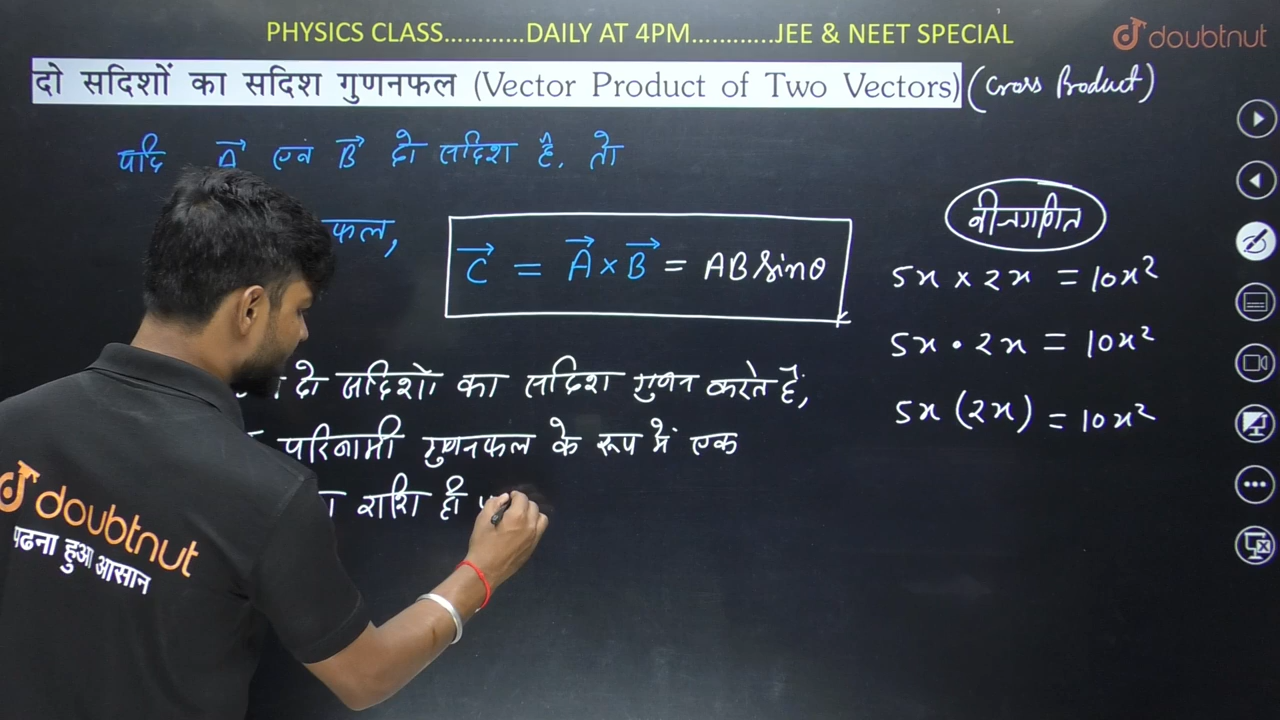 PHYSICS CLASS............DAILY AT 4PM............JEE & NEET SPECIAL
doubtnut
दो सदिशों का सदिश गुणनफल (Vector Product of Two Vectors) (Cross Product)
यदि A⃗ एवं B⃗ दो सदिश है, तो
फल,
C⃗ = A⃗ × B⃗ = AB sinθ
बीजगणित
5x × 2x = 10x²
5x • 2x = 10x²
5x (2x) = 10x²
दो सदिशों का सदिश गुणन करते हैं,
परिणामी गुणनफल के रूप में एक
राशि ही
doubtnut
पढना हुआ आसान